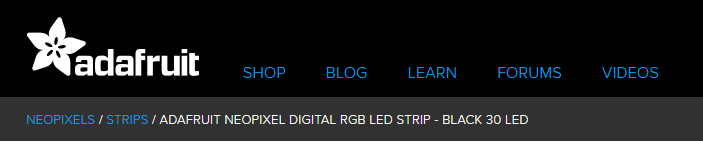 adafruit
SHOP BLOG LEARN FORUMS VIDEOS
NEOPIXELS / STRIPS / ADAFRUIT NEOPIXEL DIGITAL RGB LED STRIP - BLACK 30 LED